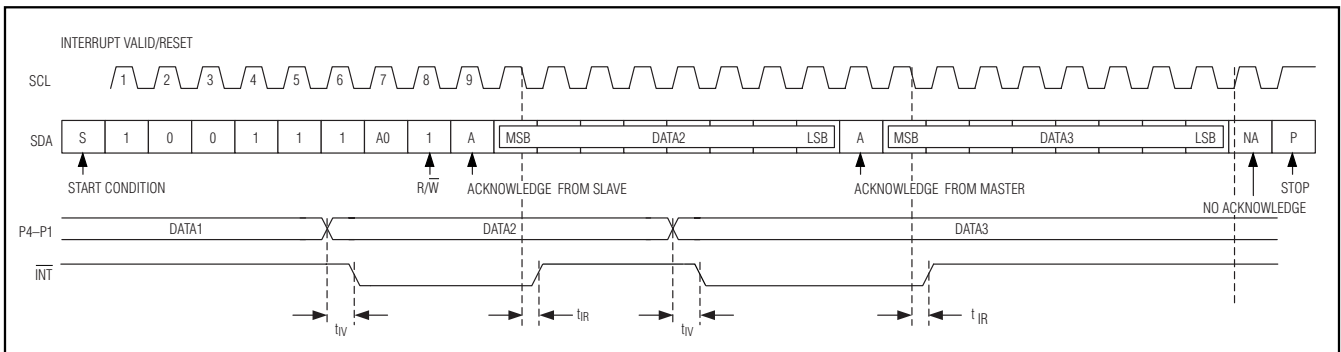 INTERRUPT VALID/RESET
SCL 1 2 3 4 5 6 7 8 9
SDA S 1 0 0 1 1 1 A0 1 A MSB DATA2 LSB A MSB DATA3 LSB NA P
START CONDITION R/W̅ ACKNOWLEDGE FROM SLAVE ACKNOWLEDGE FROM MASTER STOP
NO ACKNOWLEDGE
P4–P1 DATA1 DATA2 DATA3
I̅N̅T̅
tIV tIR tIV tIR